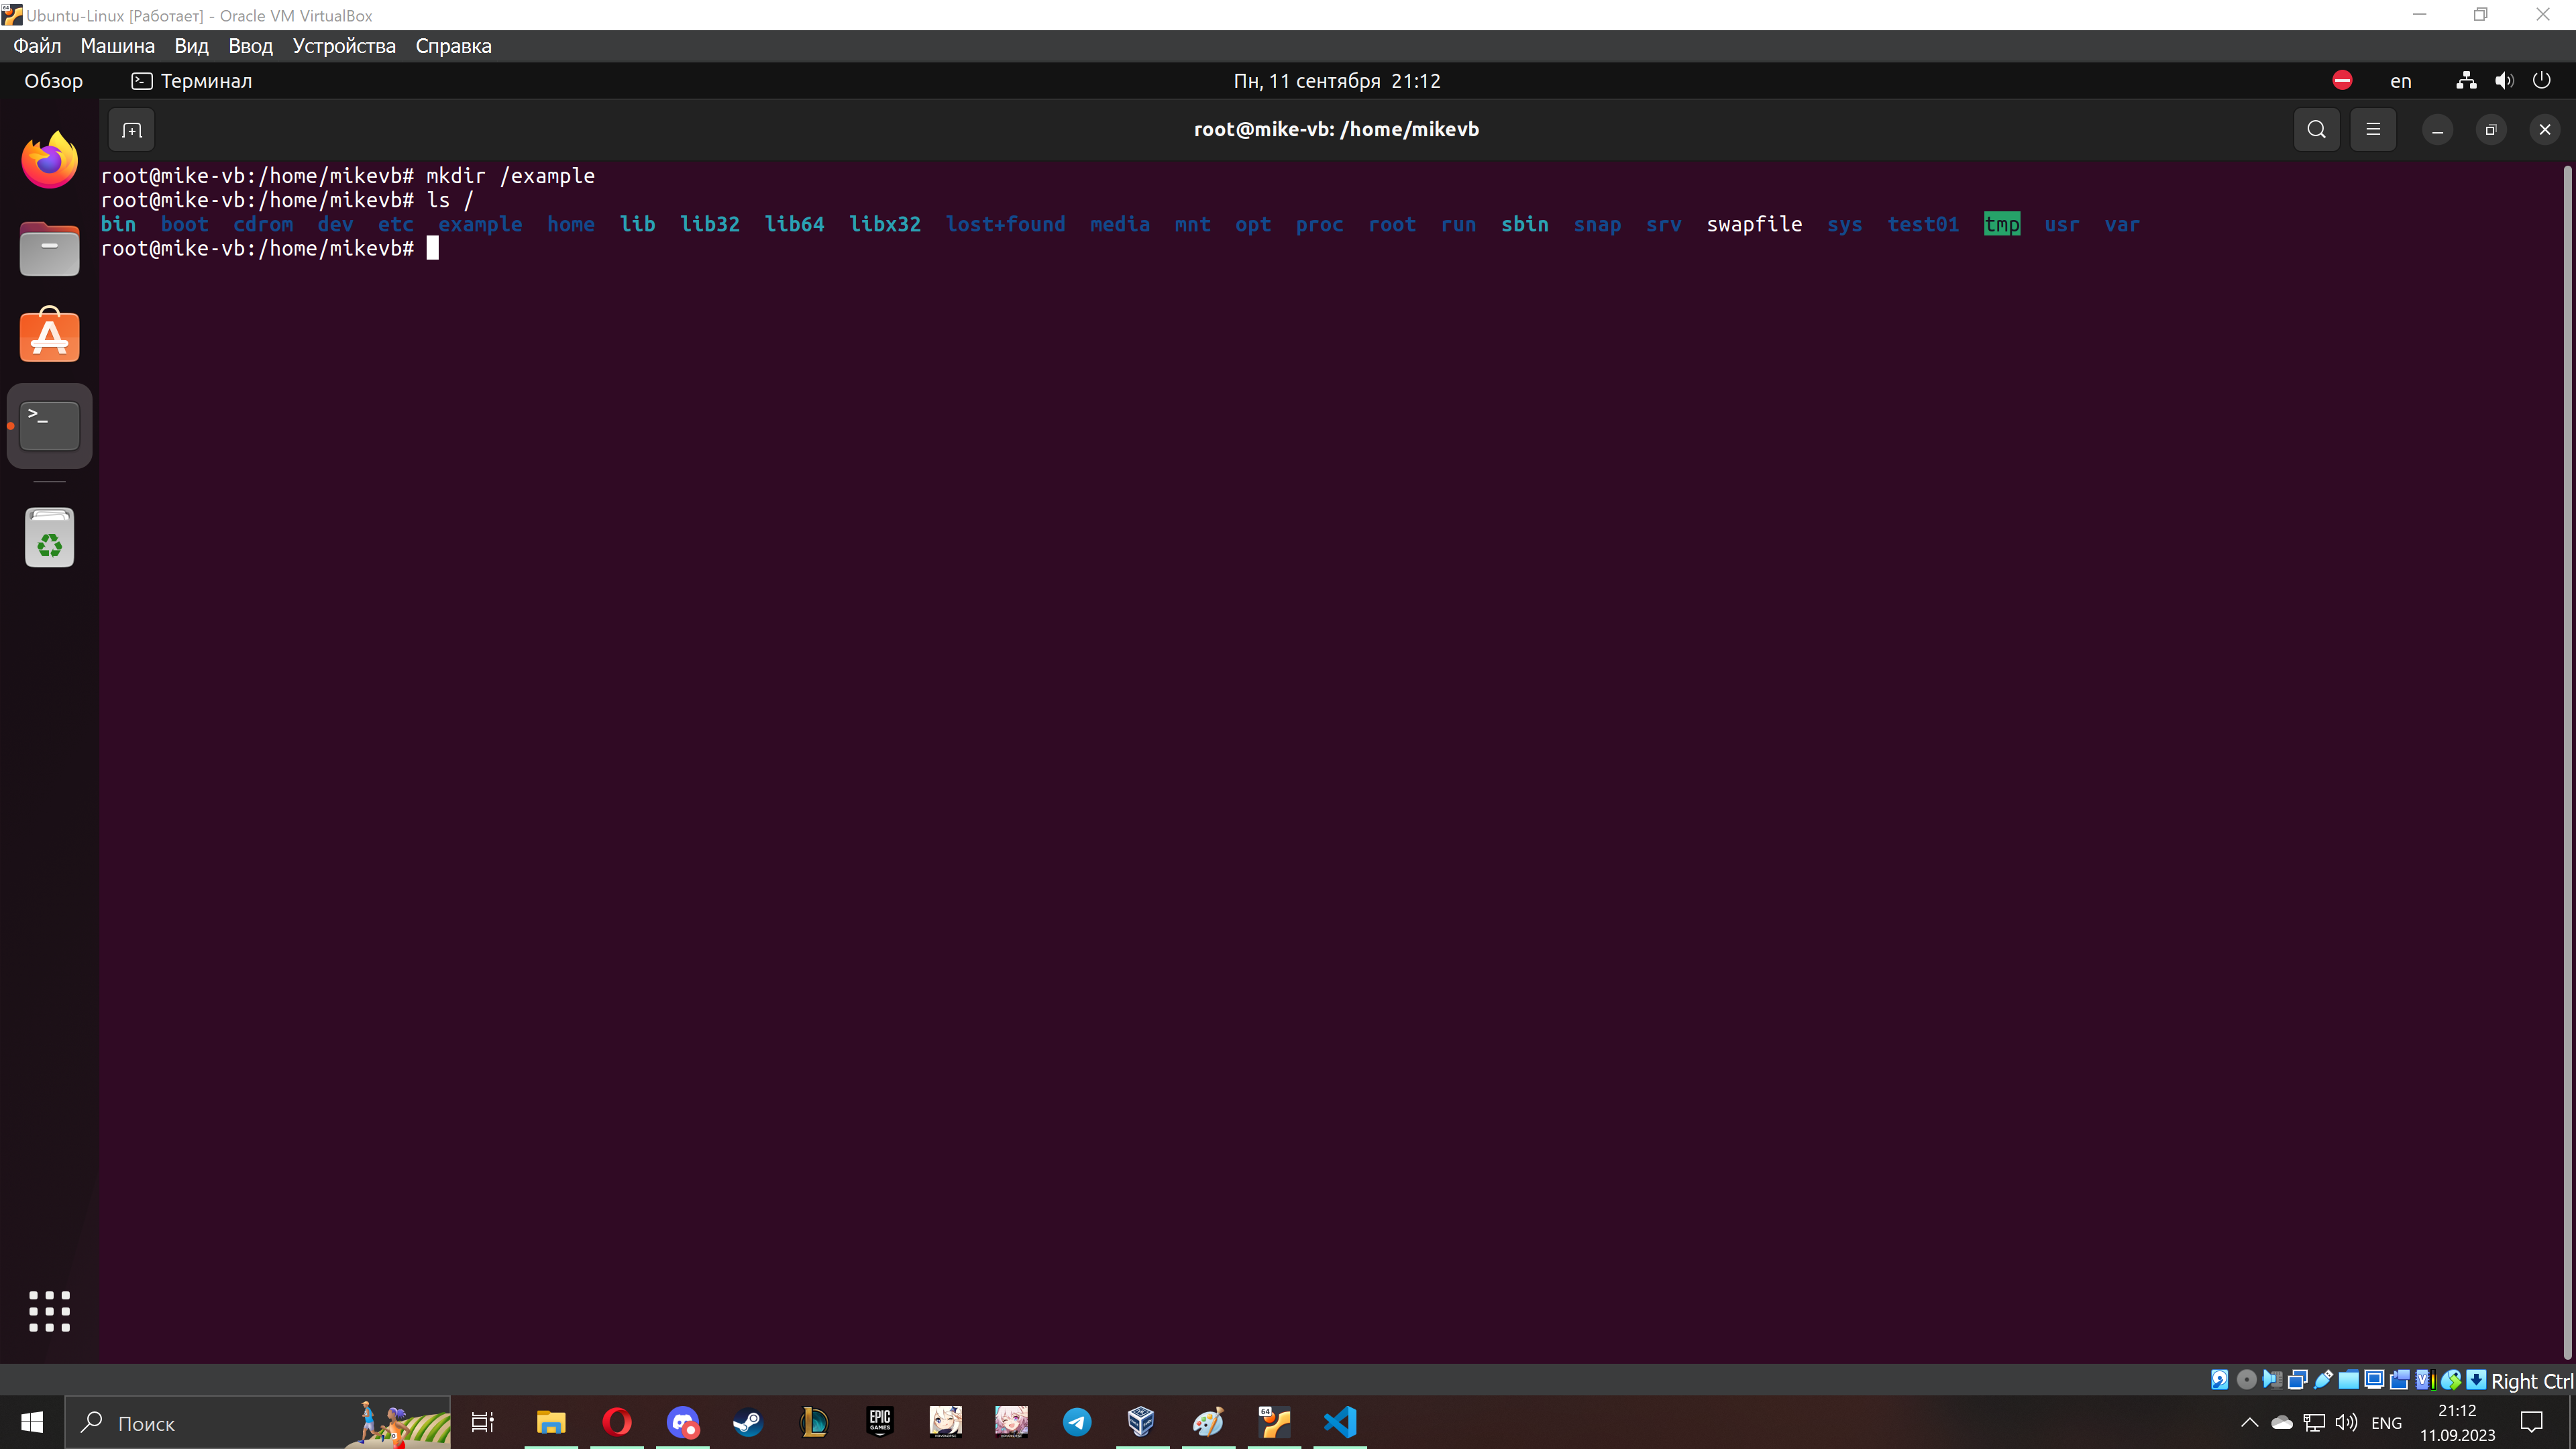 Ubuntu-Linux [Работает] - Oracle VM VirtualBox
Файл Машина Вид Ввод Устройства Справка
Обзор Терминал Пн, 11 сентября 21:12 en
root@mike-vb: /home/mikevb
root@mike-vb:/home/mikevb# mkdir /example
root@mike-vb:/home/mikevb# ls /
bin boot cdrom dev etc example home lib lib32 lib64 libx32 lost+found media mnt opt proc root run sbin snap srv swapfile sys test01 tmp usr var
root@mike-vb:/home/mikevb#
Right Ctrl
Поиск EPIC GAMES 64 ENG 21:12
11.09.2023